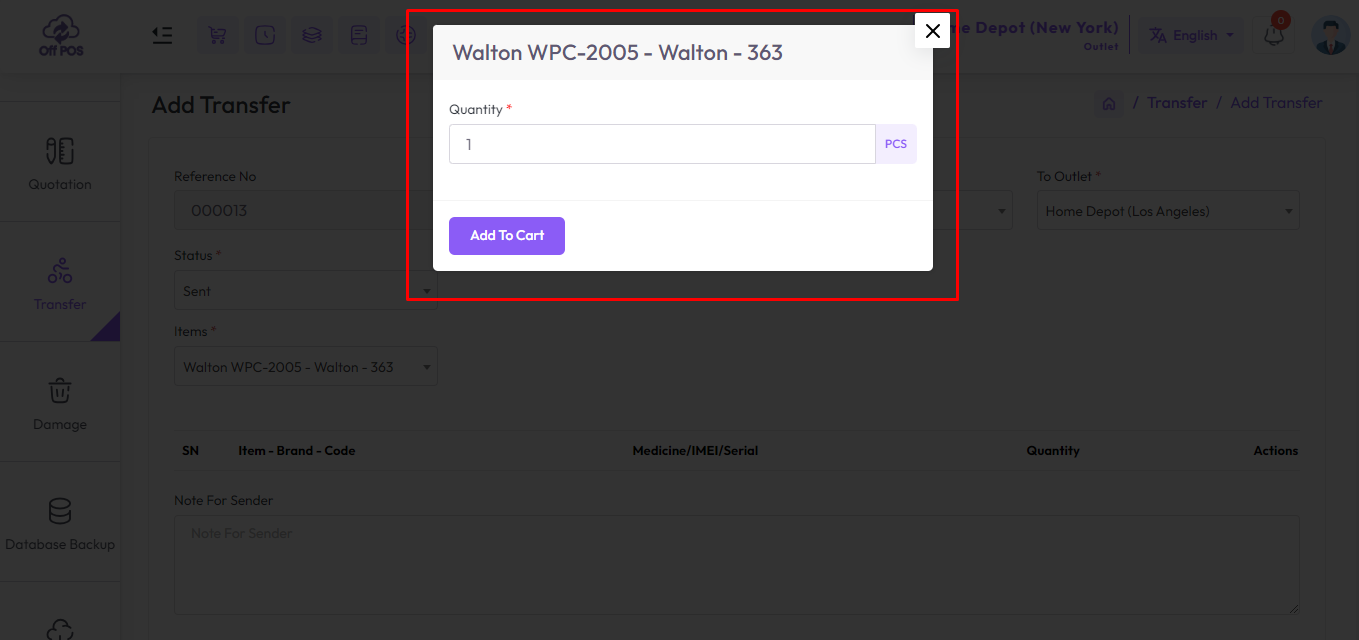 Off POS
me Depot (New York)
Outlet
English
0
Walton WPC-2005 - Walton - 363
Quantity *
1
PCS
Add To Cart
Add Transfer
/ Transfer / Add Transfer
Reference No
000013
To Outlet *
Home Depot (Los Angeles)
Status *
Sent
Items *
Walton WPC-2005 - Walton - 363
SN Item - Brand - Code Medicine/IMEI/Serial Quantity Actions
Note For Sender
Note For Sender
Quotation
Transfer
Damage
Database Backup